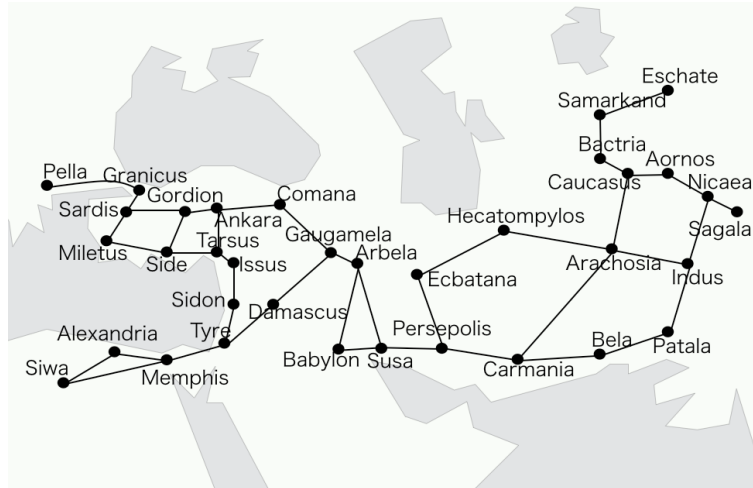 Eschate
Samarkand
Bactria
Aornos
Caucasus
Nicaea
Pella
Granicus
Gordion
Comana
Sardis
Ankara
Hecatompylos
Sagala
Miletus
Side
Tarsus
Gaugamela
Issus
Arbela
Arachosia
Indus
Ecbatana
Sidon
Damascus
Alexandria
Tyre
Persepolis
Bela
Patala
Siwa
Memphis
Babylon
Susa
Carmania